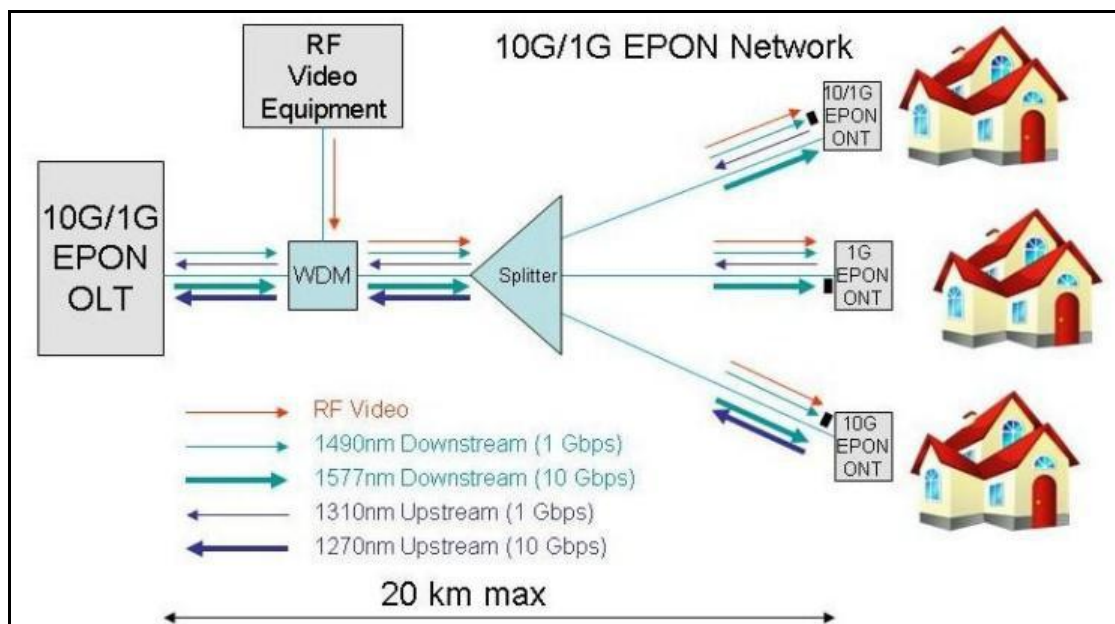 10G/1G EPON Network
RF
Video
Equipment
10G/1G
EPON
OLT
WDM
Splitter
10/1G
EPON
ONT
1G
EPON
ONT
10G
EPON
ONT
RF Video
1490nm Downstream (1 Gbps)
1577nm Downstream (10 Gbps)
1310nm Upstream (1 Gbps)
1270nm Upstream (10 Gbps)
20 km max